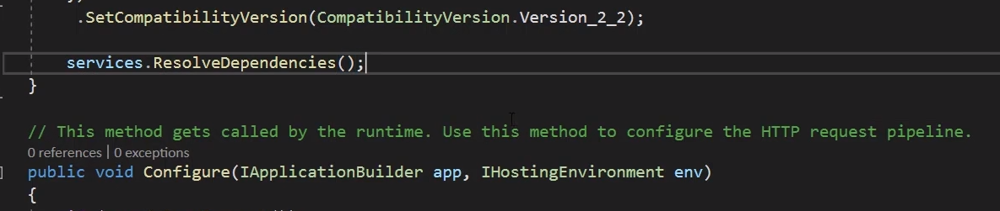 .SetCompatibilityVersion(CompatibilityVersion.Version_2_2);
services.ResolveDependencies();
}
// This method gets called by the runtime. Use this method to configure the HTTP request pipeline.
0 references | 0 exceptions
public void Configure(IApplicationBuilder app, IHostingEnvironment env)
{